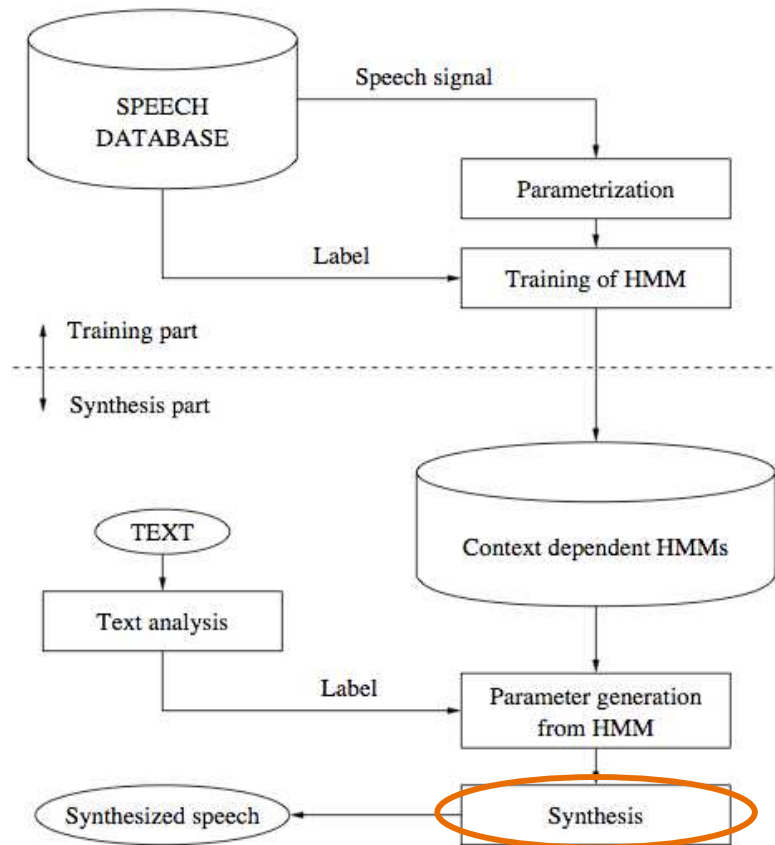 Speech signal
SPEECH
DATABASE
Parametrization
Label
Training of HMM
Training part
Synthesis part
TEXT
Context dependent HMMs
Text analysis
Label
Parameter generation
from HMM
Synthesized speech
Synthesis